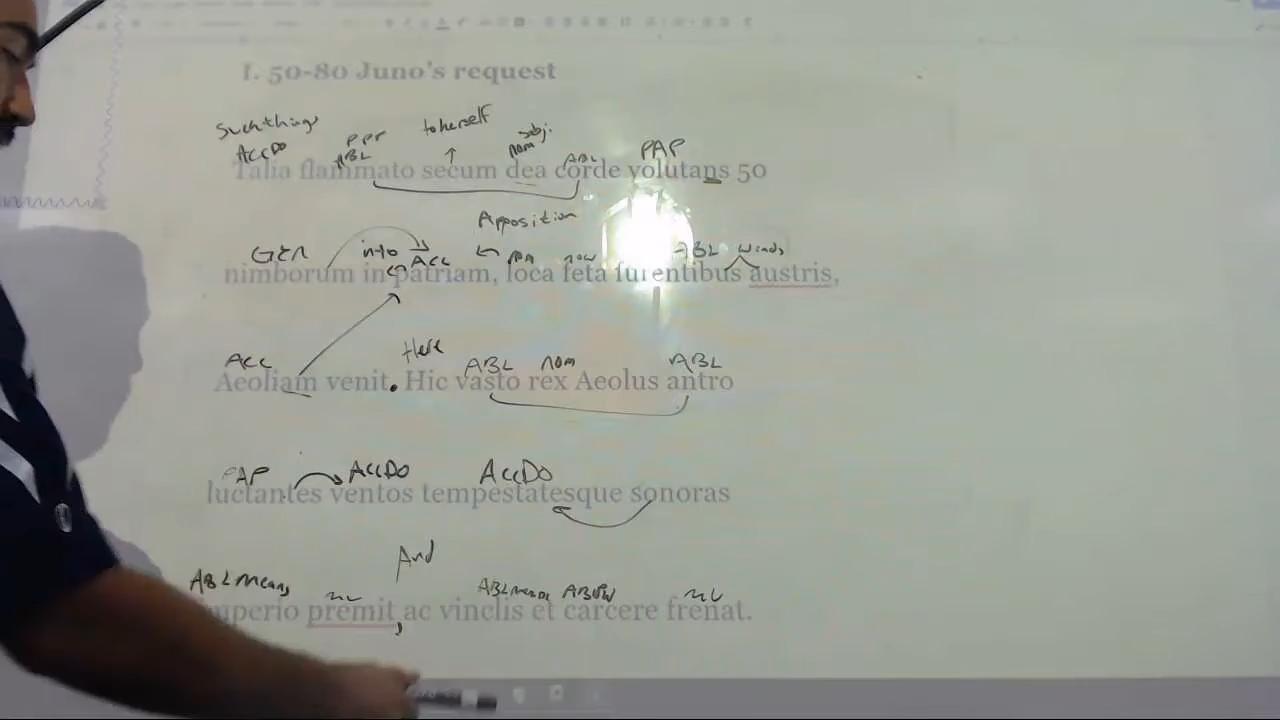 I. 50-80 Juno's request
Such things to herself subj.
Acc DO PPP ABL nom ABL PAP
Talia flammato secum dea corde volutans 50
Apposition
GEN into ACC now ABL winds
nimborum in patriam, loca feta furentibus austris,
ACC Here ABL nom ABL
Aeoliam venit. Hic vasto rex Aeolus antro
PAP ACCDO ACCDO
luctantes ventos tempestatesque sonoras
And
ABL means ABL means
imperio premit, ac vinclis et carcere frenat.